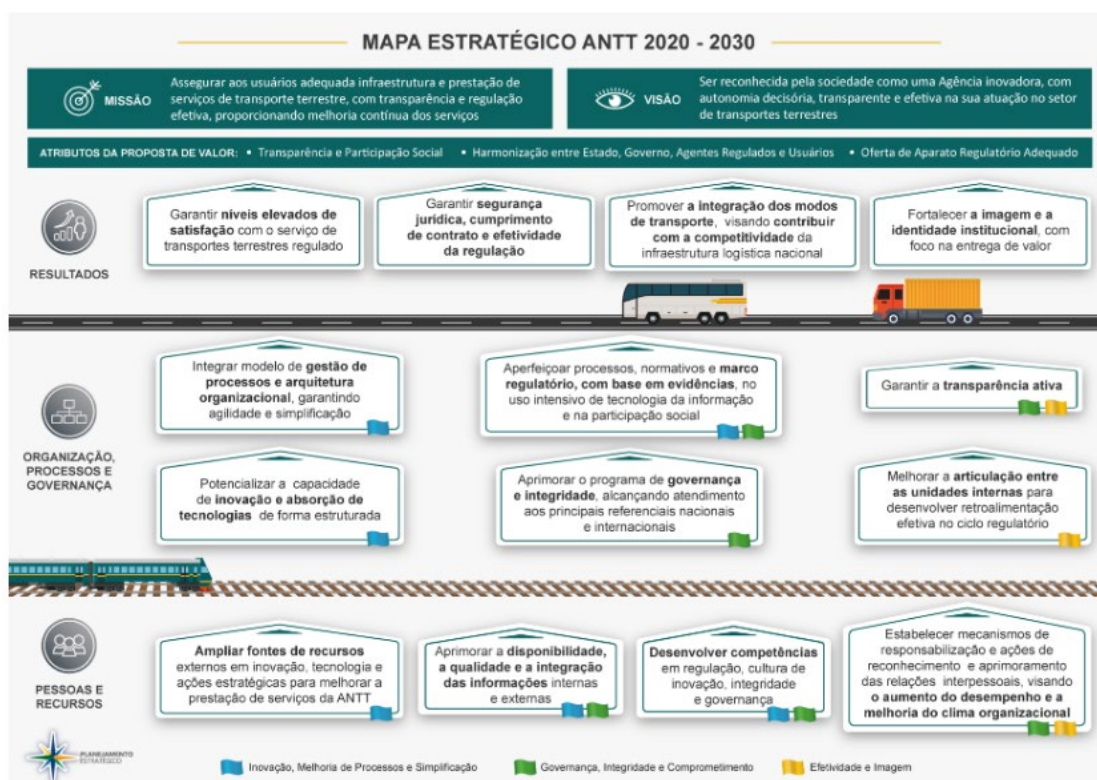 MAPA ESTRATÉGICO ANTT 2020 - 2030
MISSÃO
Assegurar aos usuários adequada infraestrutura e prestação de
serviços de transporte terrestre, com transparência e regulação
efetiva, proporcionando melhoria contínua dos serviços
VISÃO
Ser reconhecida pela sociedade como uma Agência inovadora, com
autonomia decisória, transparente e efetiva na sua atuação no setor
de transportes terrestres
ATRIBUTOS DA PROPOSTA DE VALOR: • Transparência e Participação Social • Harmonização entre Estado, Governo, Agentes Regulados e Usuários • Oferta de Aparato Regulatório Adequado
RESULTADOS
Garantir níveis elevados de
satisfação com o serviço de
transportes terrestres regulado
Garantir segurança
jurídica, cumprimento
de contrato e efetividade
da regulação
Promover a integração dos modos
de transporte, visando contribuir
com a competitividade da
infraestrutura logística nacional
Fortalecer a imagem e a
identidade institucional, com
foco na entrega de valor
ORGANIZAÇÃO,
PROCESSOS E
GOVERNANÇA
Integrar modelo de gestão de
processos e arquitetura
organizacional, garantindo
agilidade e simplificação
Aperfeiçoar processos, normativos e marco
regulatório, com base em evidências, no
uso intensivo de tecnologia da informação
e na participação social
Garantir a transparência ativa
Potencializar a capacidade
de inovação e absorção de
tecnologias de forma estruturada
Aprimorar o programa de governança
e integridade, alcançando atendimento
aos principais referenciais nacionais
e internacionais
Melhorar a articulação entre
as unidades internas para
desenvolver retroalimentação
efetiva no ciclo regulatório
PESSOAS E
RECURSOS
Ampliar fontes de recursos
externos em inovação, tecnologia e
ações estratégicas para melhorar a
prestação de serviços da ANTT
Aprimorar a disponibilidade,
a qualidade e a integração
das informações internas
e externas
Desenvolver competências
em regulação, cultura de
inovação, integridade
e governança
Estabelecer mecanismos de
responsabilização e ações de
reconhecimento e aprimoramento
das relações interpessoais, visando
o aumento do desempenho e a
melhoria do clima organizacional
PLANEJAMENTO
ESTRATÉGICO
Inovação, Melhoria de Processos e Simplificação
Governança, Integridade e Comprometimento
Efetividade e Imagem